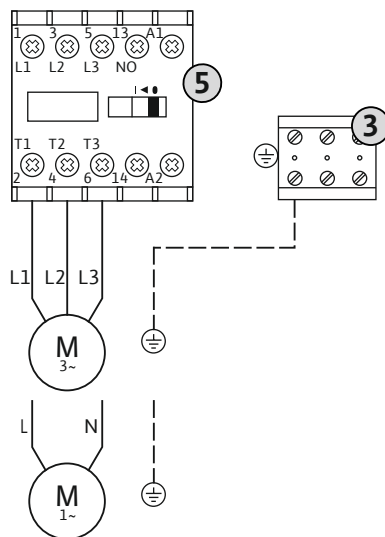 1 3 5 13 A1
L1 L2 L3 NO
5
3
T1 T2 T3
2 4 6 14 A2
L1 L2 L3
M
3~
L N
M
1~